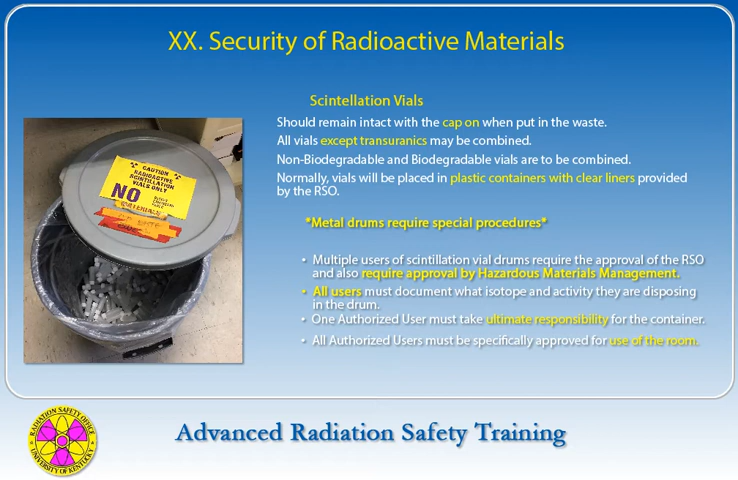 XX. Security of Radioactive Materials
Scintellation Vials
Should remain intact with the cap on when put in the waste.
All vials except transuranics may be combined.
Non-Biodegradable and Biodegradable vials are to be combined.
Normally, vials will be placed in plastic containers with clear liners provided
by the RSO.
*Metal drums require special procedures*
• Multiple users of scintillation vial drums require the approval of the RSO
and also require approval by Hazardous Materials Management.
• All users must document what isotope and activity they are disposing
in the drum.
• One Authorized User must take ultimate responsibility for the container.
• All Authorized Users must be specifically approved for use of the room.
CAUTION
RADIOACTIVE
SCINTILLATION
VIALS ONLY
NO
MATERIALS
RADIATION SAFETY OFFICE
UNIVERSITY OF KENTUCKY
Advanced Radiation Safety Training